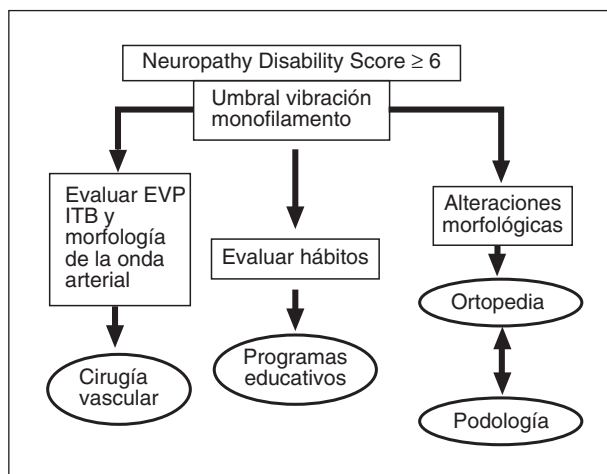 Neuropathy Disability Score ≥ 6
Umbral vibración
monofilamento
Evaluar EVP
ITB y
morfología
de la onda
arterial
Cirugía
vascular
Evaluar hábitos
Programas
educativos
Alteraciones
morfológicas
Ortopedia
Podología